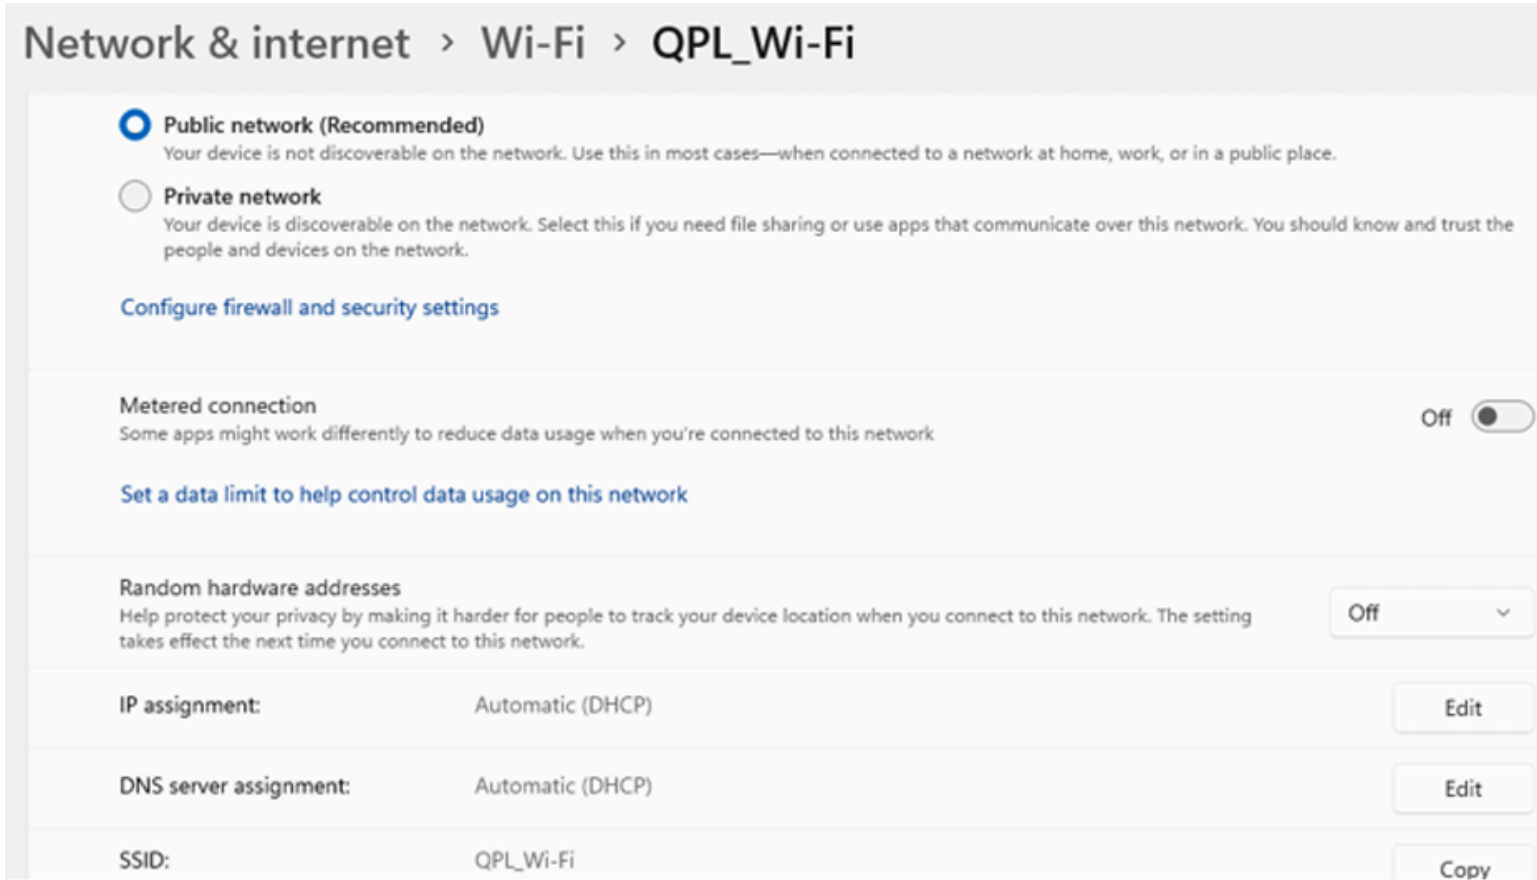 Network & internet > Wi-Fi > QPL_Wi-Fi
Public network (Recommended)
Your device is not discoverable on the network. Use this in most cases—when connected to a network at home, work, or in a public place.
Private network
Your device is discoverable on the network. Select this if you need file sharing or use apps that communicate over this network. You should know and trust the
people and devices on the network.
Configure firewall and security settings
Metered connection
Off
Some apps might work differently to reduce data usage when you're connected to this network
Set a data limit to help control data usage on this network
Random hardware addresses
Help protect your privacy by making it harder for people to track your device location when you connect to this network. The setting
Off
takes effect the next time you connect to this network.
IP assignment: Automatic (DHCP) Edit
DNS server assignment: Automatic (DHCP) Edit
SSID: QPL_Wi-Fi Copy